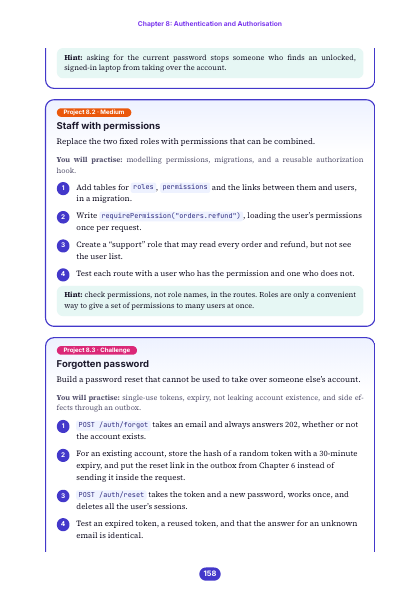 Chapter 8: Authentication and Authorisation
Hint: asking for the current password stops someone who finds an unlocked,
signed-in laptop from taking over the account.
Project 8.2 · Medium
Staff with permissions
Replace the two fixed roles with permissions that can be combined.
You will practise: modelling permissions, migrations, and a reusable authorization
hook.
1 Add tables for roles, permissions and the links between them and users,
in a migration.
2 Write requirePermission("orders.refund"), loading the user's permissions
once per request.
3 Create a “support” role that may read every order and refund, but not see
the user list.
4 Test each route with a user who has the permission and one who does not.
Hint: check permissions, not role names, in the routes. Roles are only a convenient
way to give a set of permissions to many users at once.
Project 8.3 · Challenge
Forgotten password
Build a password reset that cannot be used to take over someone else's account.
You will practise: single-use tokens, expiry, not leaking account existence, and side ef-
fects through an outbox.
1 POST /auth/forgot takes an email and always answers 202, whether or not
the account exists.
2 For an existing account, store the hash of a random token with a 30-minute
expiry, and put the reset link in the outbox from Chapter 6 instead of
sending it inside the request.
3 POST /auth/reset takes the token and a new password, works once, and
deletes all the user's sessions.
4 Test an expired token, a reused token, and that the answer for an unknown
email is identical.
158